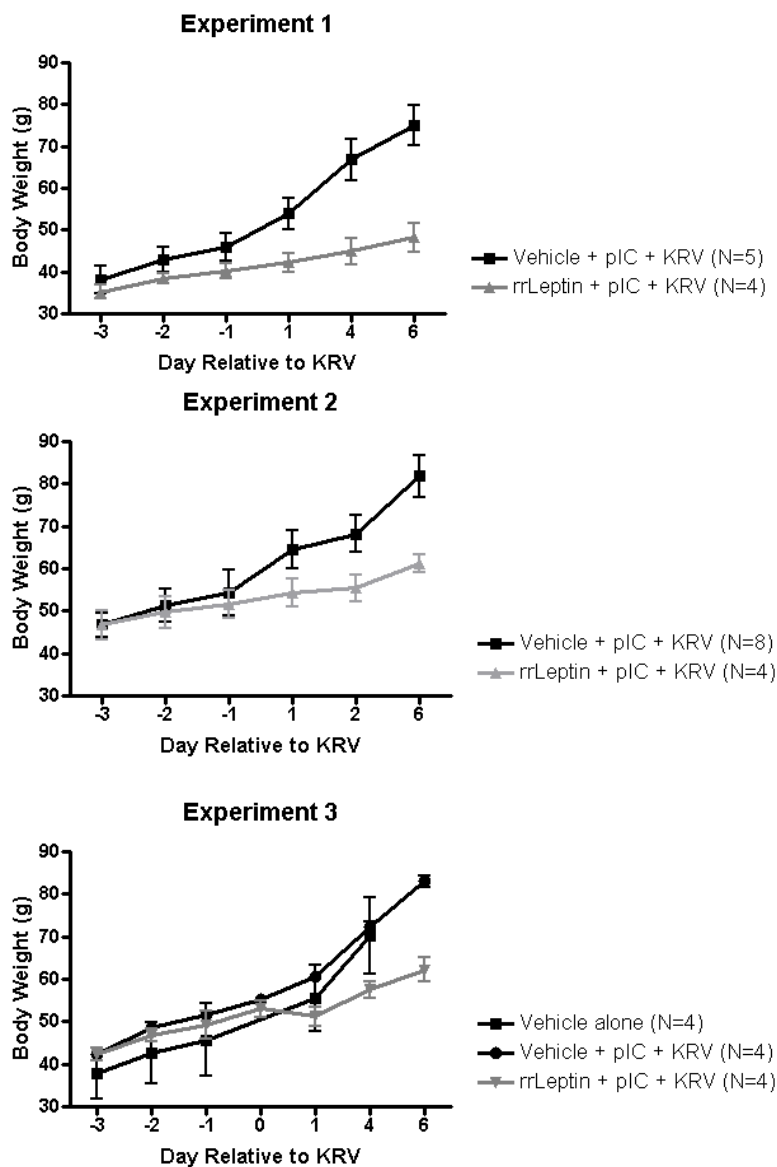 Experiment 1
Body Weight (g)
90
80
70
60
50
40
30
-3 -2 -1 1 4 6
Day Relative to KRV
Vehicle + pIC + KRV (N=5)
rrLeptin + pIC + KRV (N=4)
Experiment 2
Body Weight (g)
90
80
70
60
50
40
30
-3 -2 -1 1 2 6
Day Relative to KRV
Vehicle + pIC + KRV (N=8)
rrLeptin + pIC + KRV (N=4)
Experiment 3
Body Weight (g)
90
80
70
60
50
40
30
-3 -2 -1 0 1 4 6
Day Relative to KRV
Vehicle alone (N=4)
Vehicle + pIC + KRV (N=4)
rrLeptin + pIC + KRV (N=4)